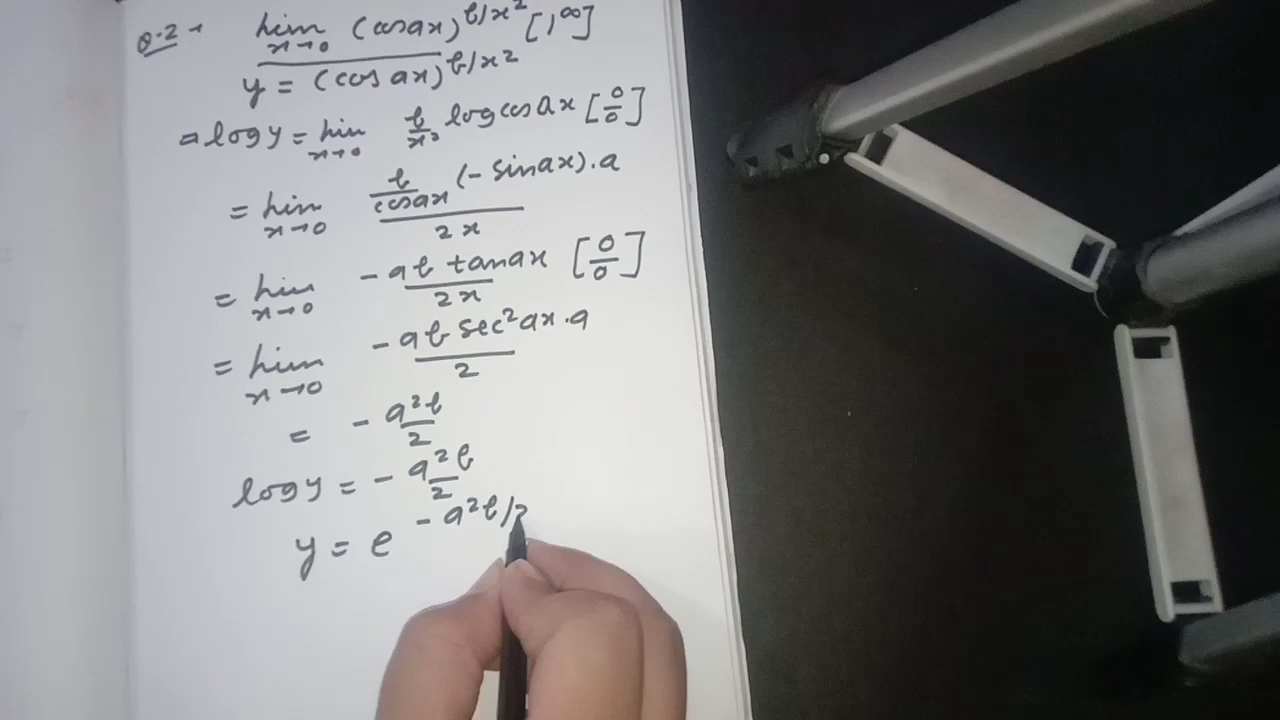 Q.2→ lim x→0 (cos ax)^b/x² [1^∞]
y = (cos ax)^b/x²
⇒ log y = lim x→0 b/x² log cos ax [0/0]
= lim x→0 b/cos ax (- sin ax).a / 2x
= lim x→0 - ab tan ax / 2x [0/0]
= lim x→0 - ab sec² ax.a / 2
= - a²b/2
log y = - a²b/2
y = e^- a²b/2